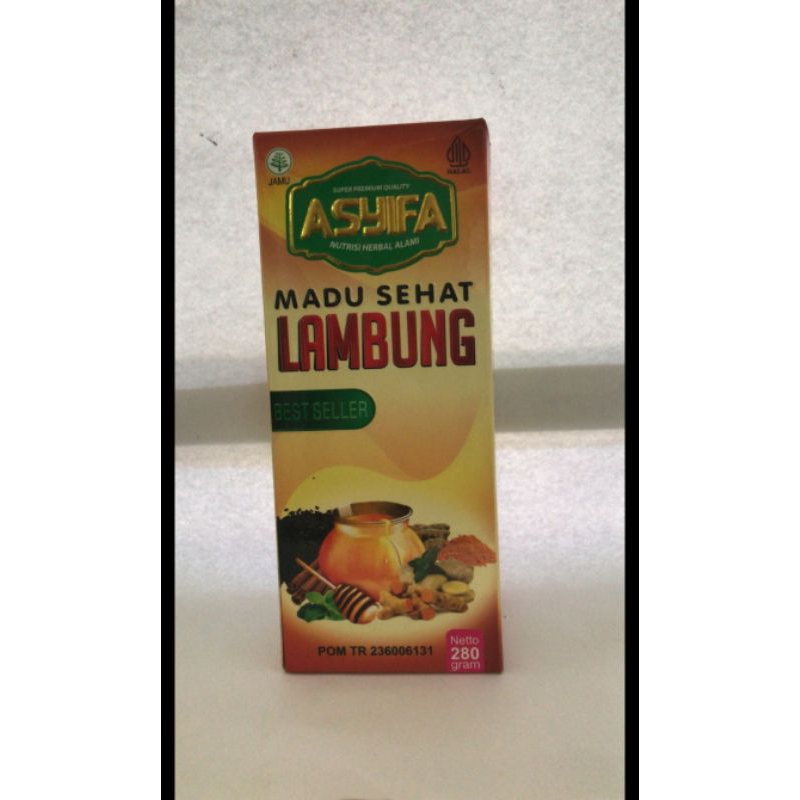 JAMU
HALAL
SUPER PREMIUM QUALITY
ASYIFA
NUTRISI HERBAL ALAMI
MADU SEHAT
LAMBUNG
BEST SELLER
POM TR 236006131
Netto
280
gram